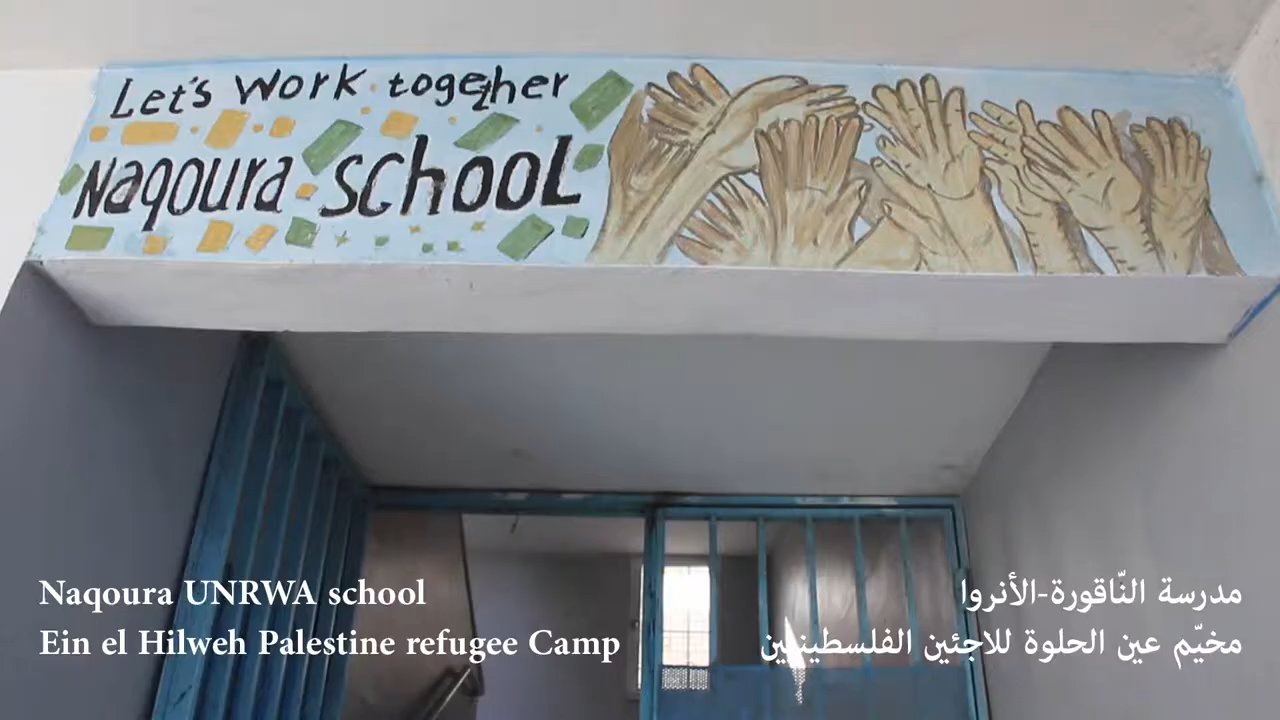 Let's Work together
Naqoura SCHOOL
Naqoura UNRWA school
Ein el Hilweh Palestine refugee Camp
مدرسة النّاقورة-الأنروا
مخيّم عين الحلوة للاجئين الفلسطينيين